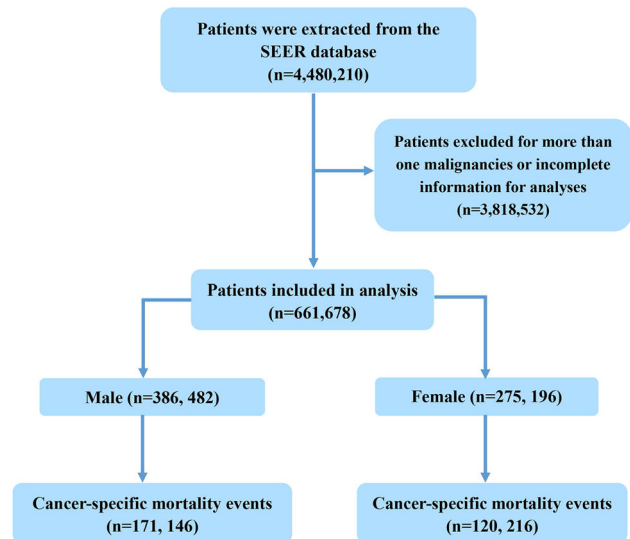 Patients were extracted from the
SEER database
(n=4,480,210)
Patients excluded for more than
one malignancies or incomplete
information for analyses
(n=3,818,532)
Patients included in analysis
(n=661,678)
Male (n=386, 482)
Female (n=275, 196)
Cancer-specific mortality events
(n=171, 146)
Cancer-specific mortality events
(n=120, 216)